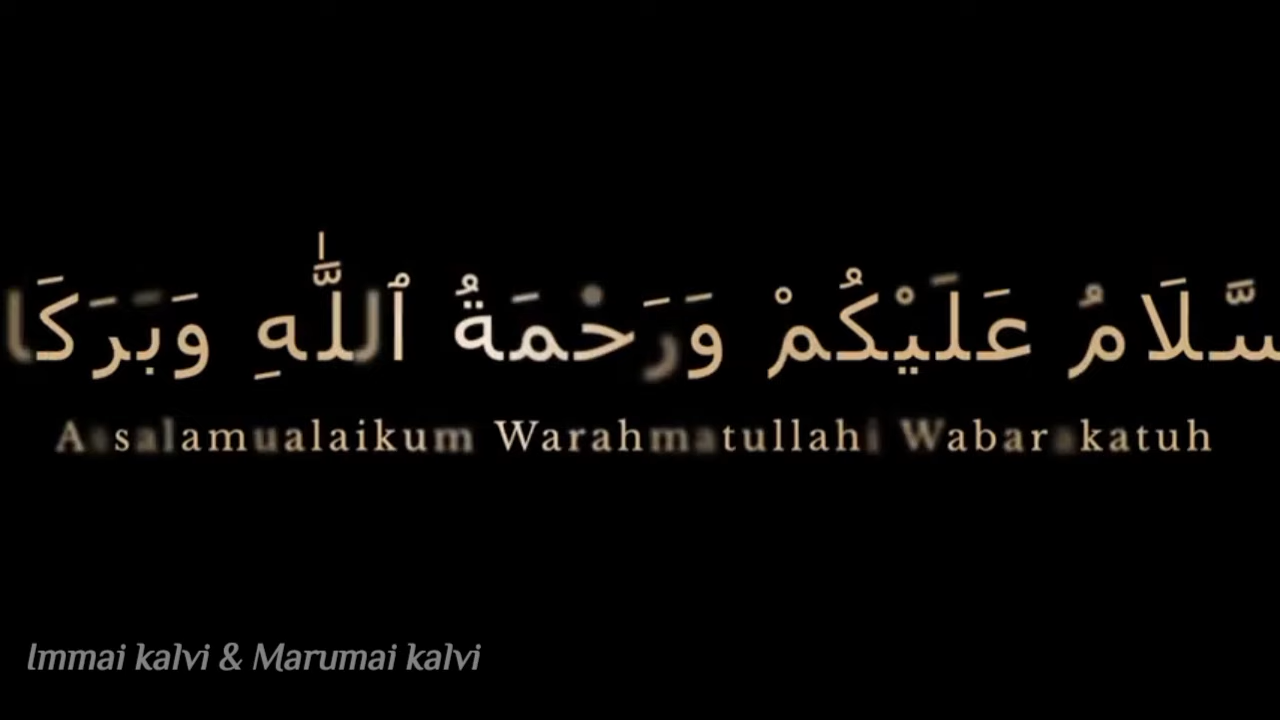 سَّلَامُ عَلَيْكُمْ وَرَحْمَةُ ٱللَّٰهِ وَبَرَكَا
Assalamualaikum Warahmatullahi Wabarakatuh
Immai kalvi & Marumai kalvi